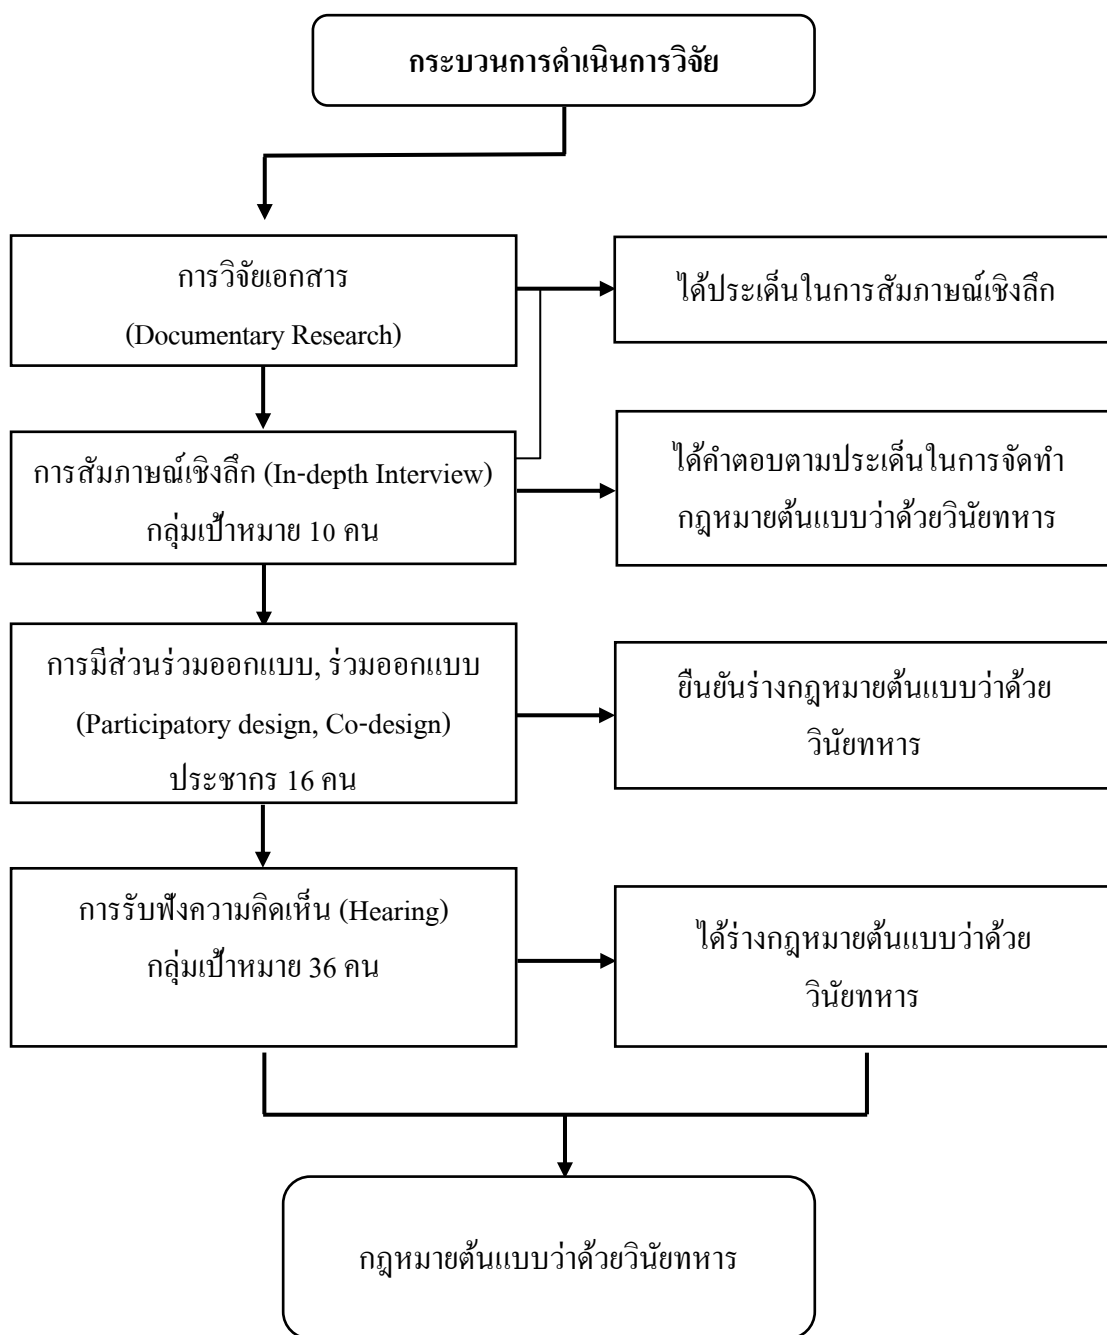 กระบวนการดำเนินการวิจัย
การวิจัยเอกสาร
(Documentary Research)
ได้ประเด็นในการสัมภาษณ์เชิงลึก
การสัมภาษณ์เชิงลึก (In-depth Interview)
กลุ่มเป้าหมาย 10 คน
ได้คำตอบตามประเด็นในการจัดทำ
กฎหมายต้นแบบว่าด้วยวินัยทหาร
การมีส่วนร่วมออกแบบ, ร่วมออกแบบ
(Participatory design, Co-design)
ประชากร 16 คน
ยืนยันร่างกฎหมายต้นแบบว่าด้วย
วินัยทหาร
การรับฟังความคิดเห็น (Hearing)
กลุ่มเป้าหมาย 36 คน
ได้ร่างกฎหมายต้นแบบว่าด้วย
วินัยทหาร
กฎหมายต้นแบบว่าด้วยวินัยทหาร